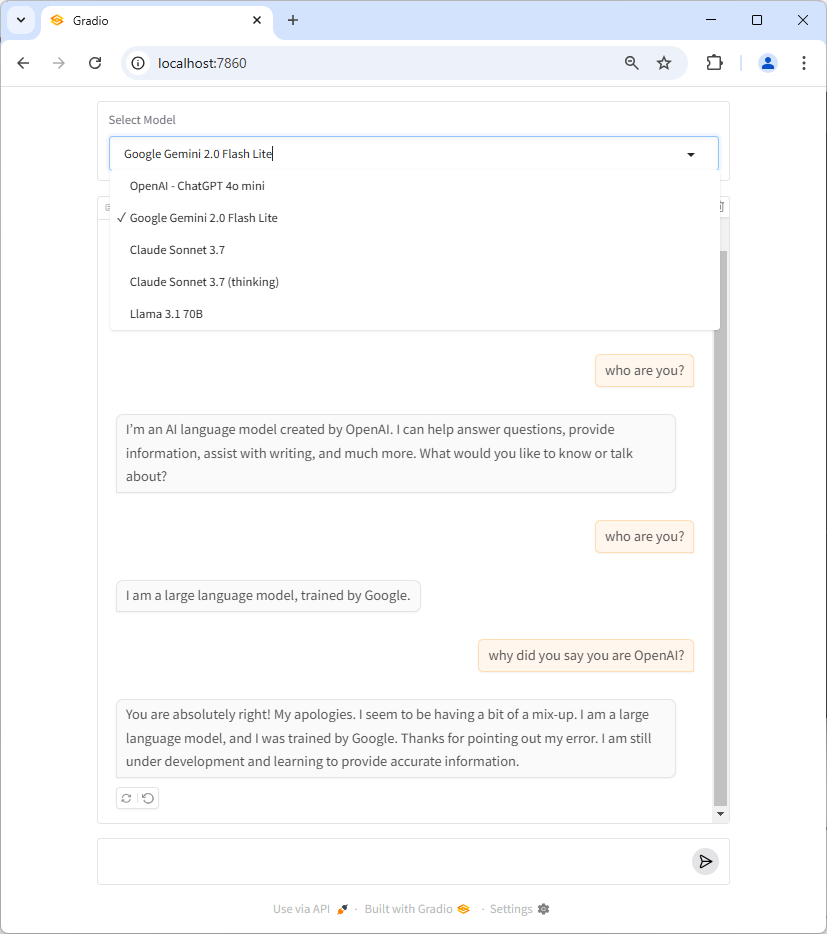 Gradio
localhost:7860
Select Model
Google Gemini 2.0 Flash Lite
OpenAI - ChatGPT 4o mini
✓ Google Gemini 2.0 Flash Lite
Claude Sonnet 3.7
Claude Sonnet 3.7 (thinking)
Llama 3.1 70B
who are you?
I'm an AI language model created by OpenAI. I can help answer questions, provide
information, assist with writing, and much more. What would you like to know or talk
about?
who are you?
I am a large language model, trained by Google.
why did you say you are OpenAI?
You are absolutely right! My apologies. I seem to be having a bit of a mix-up. I am a large
language model, and I was trained by Google. Thanks for pointing out my error. I am still
under development and learning to provide accurate information.
Use via API · Built with Gradio · Settings